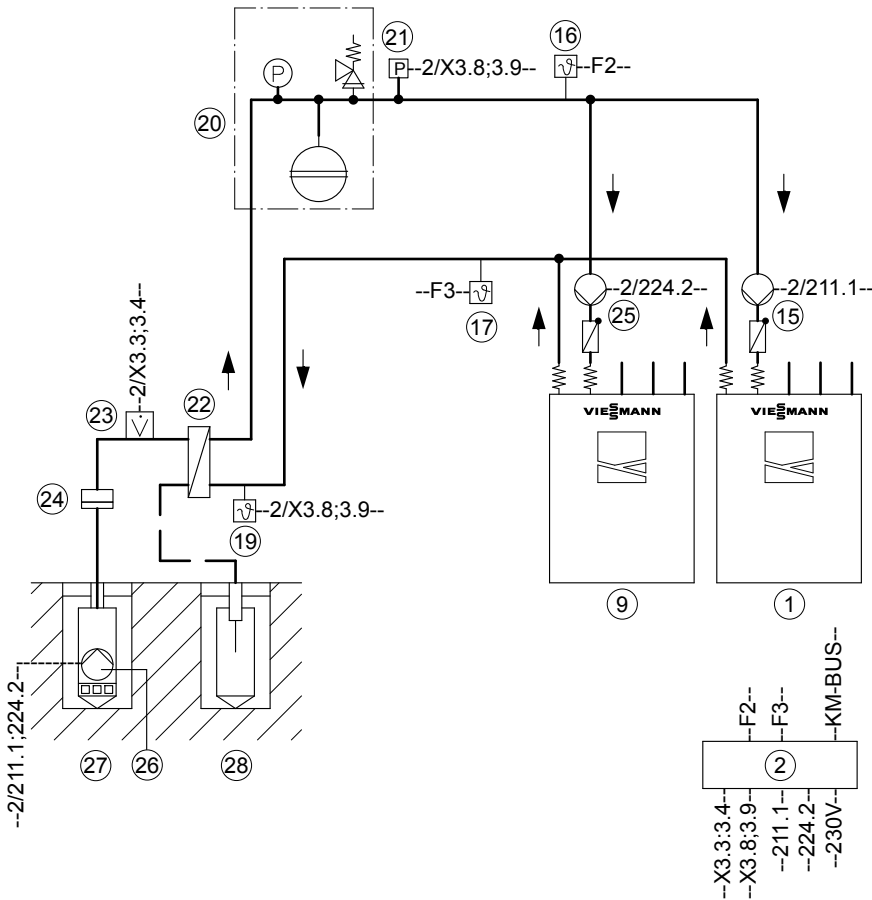 21
16
P
--2/X3.8;3.9--
ϑ
--F2--
P
20
--F3--
ϑ
--2/224.2--
--2/211.1--
17
25
15
--2/X3.3;3.4--
23
22
VIESMANN
VIESMANN
24
ϑ
--2/X3.8;3.9--
19
9
1
--2/211.1;224.2--
27
26
28
--F2--
--F3--
--KM-BUS--
2
--X3.3;3.4--
--X3.8;3.9--
--211.1--
--224.2--
--230V--